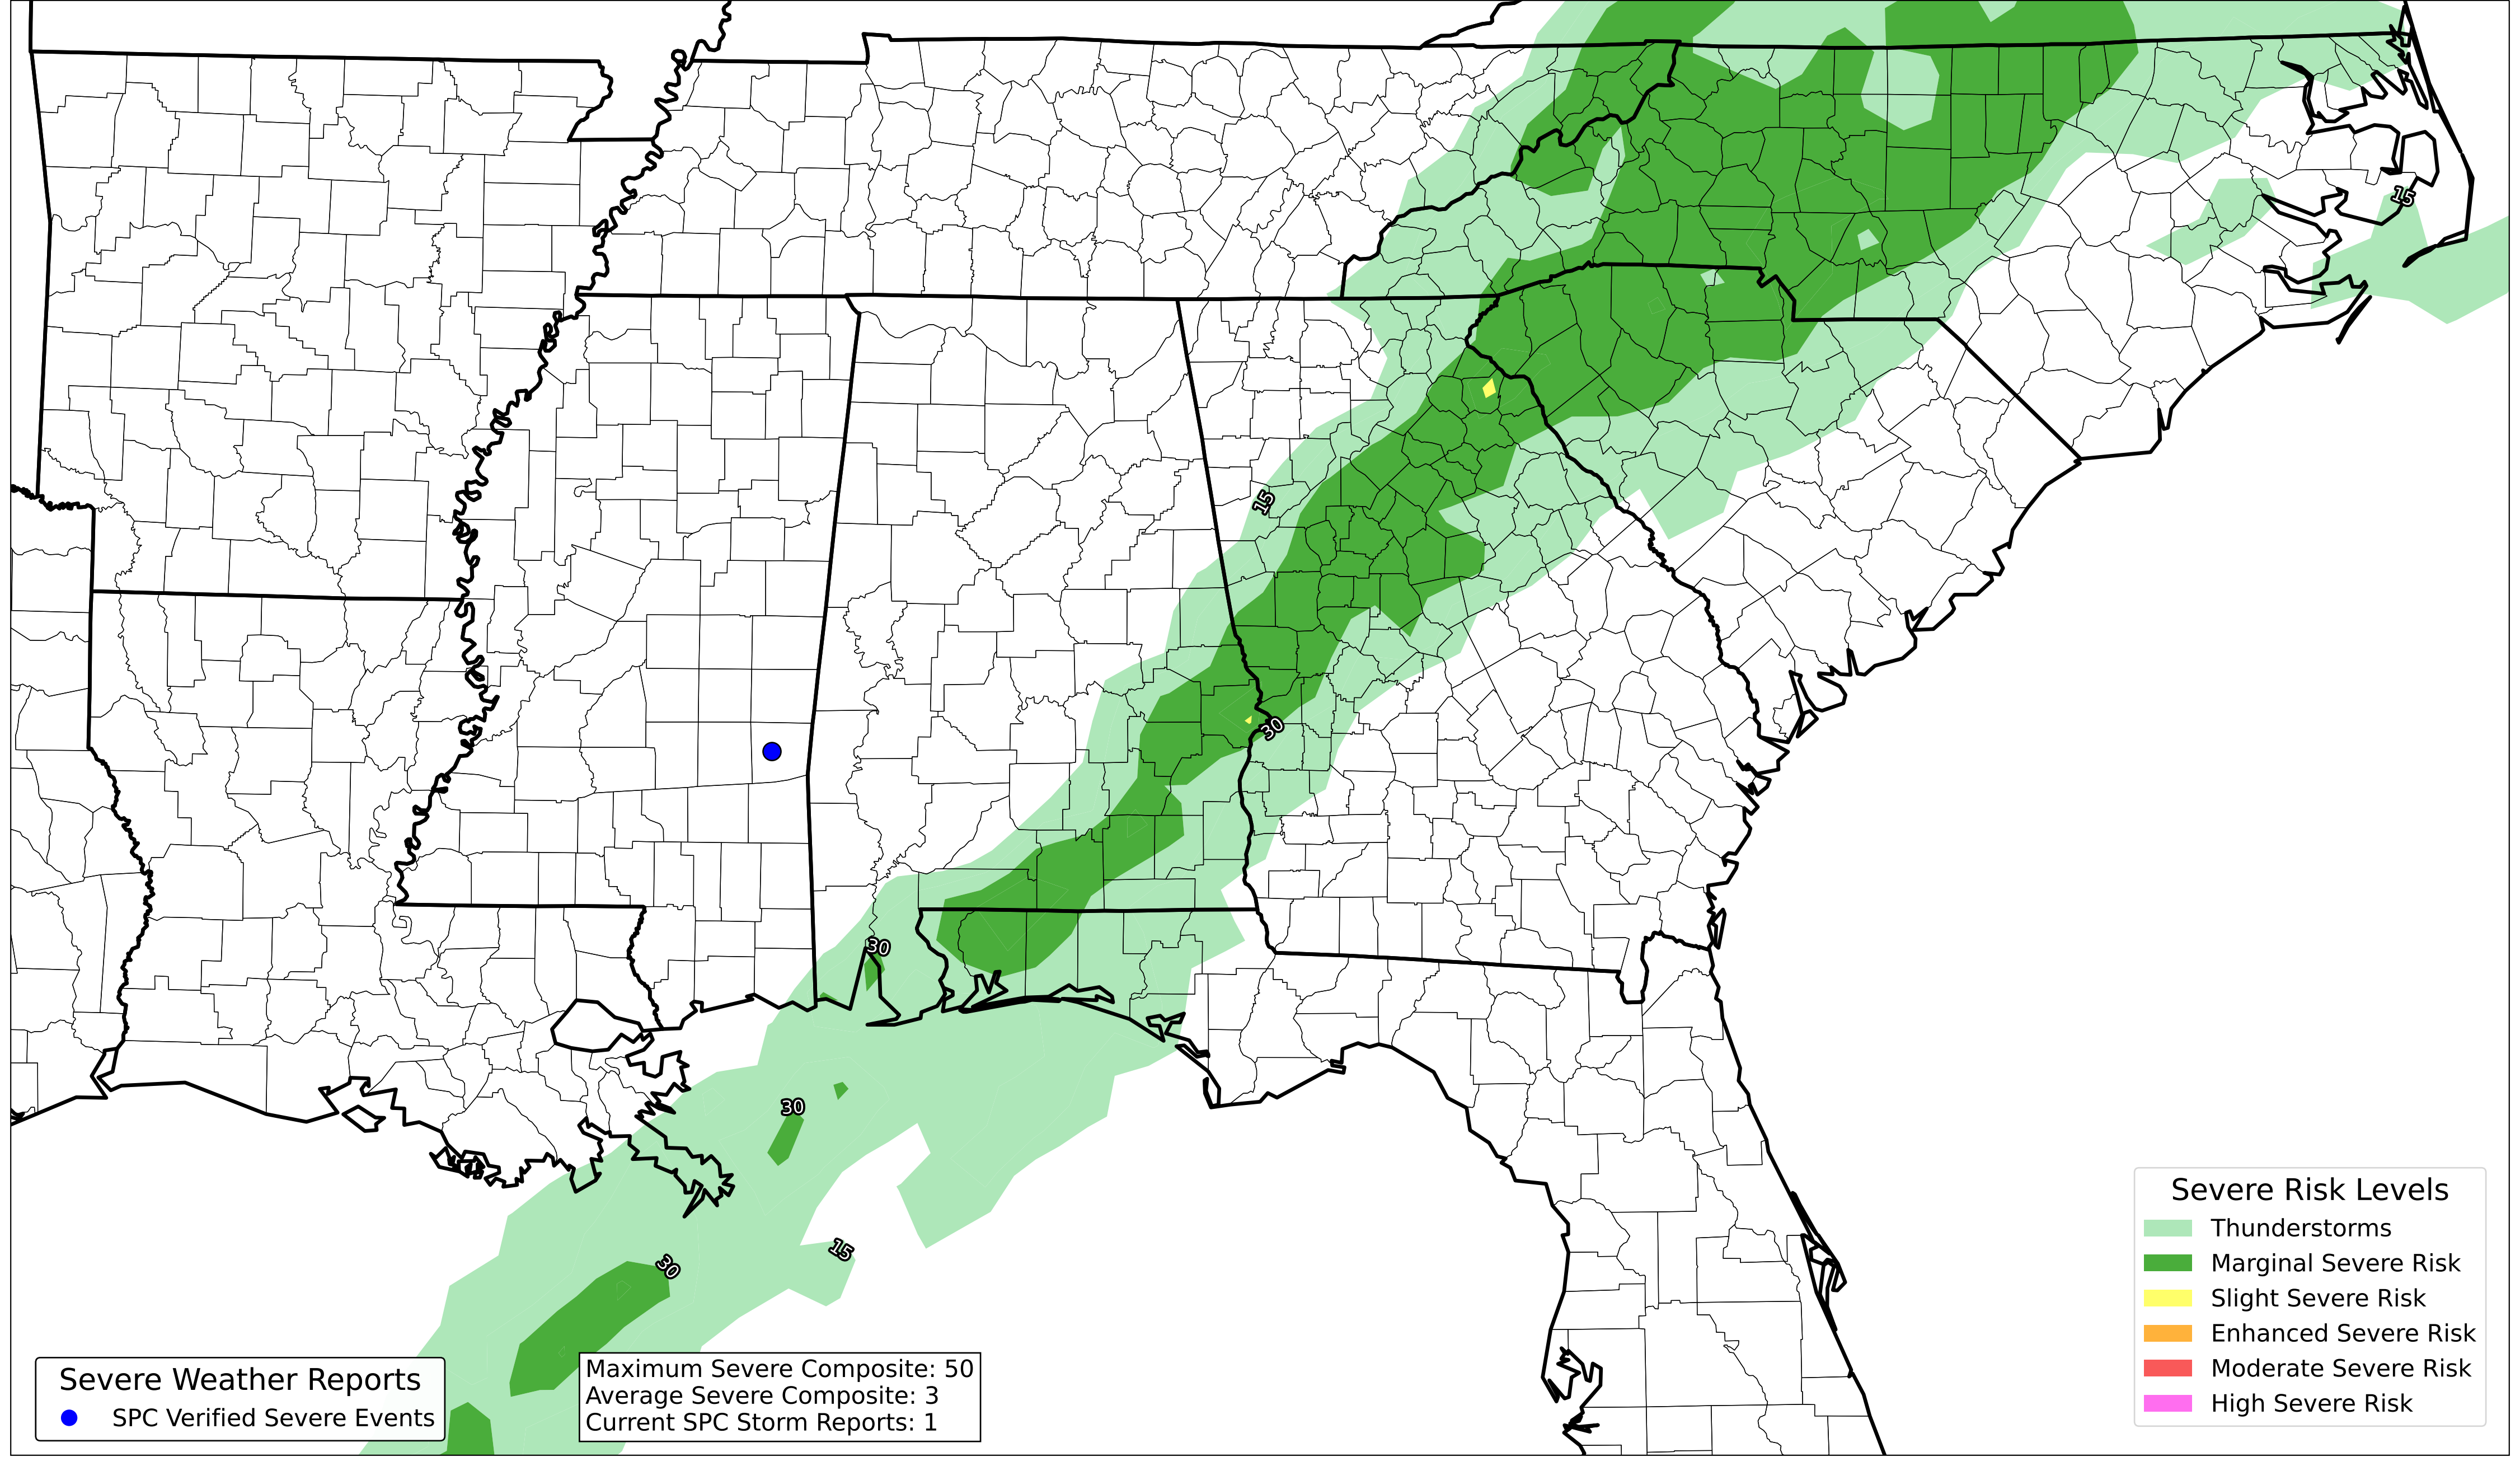 15
15
30
30
30
15
30
Severe Risk Levels
Thunderstorms
Marginal Severe Risk
Slight Severe Risk
Enhanced Severe Risk
Moderate Severe Risk
High Severe Risk
Severe Weather Reports
SPC Verified Severe Events
Maximum Severe Composite: 50
Average Severe Composite: 3
Current SPC Storm Reports: 1